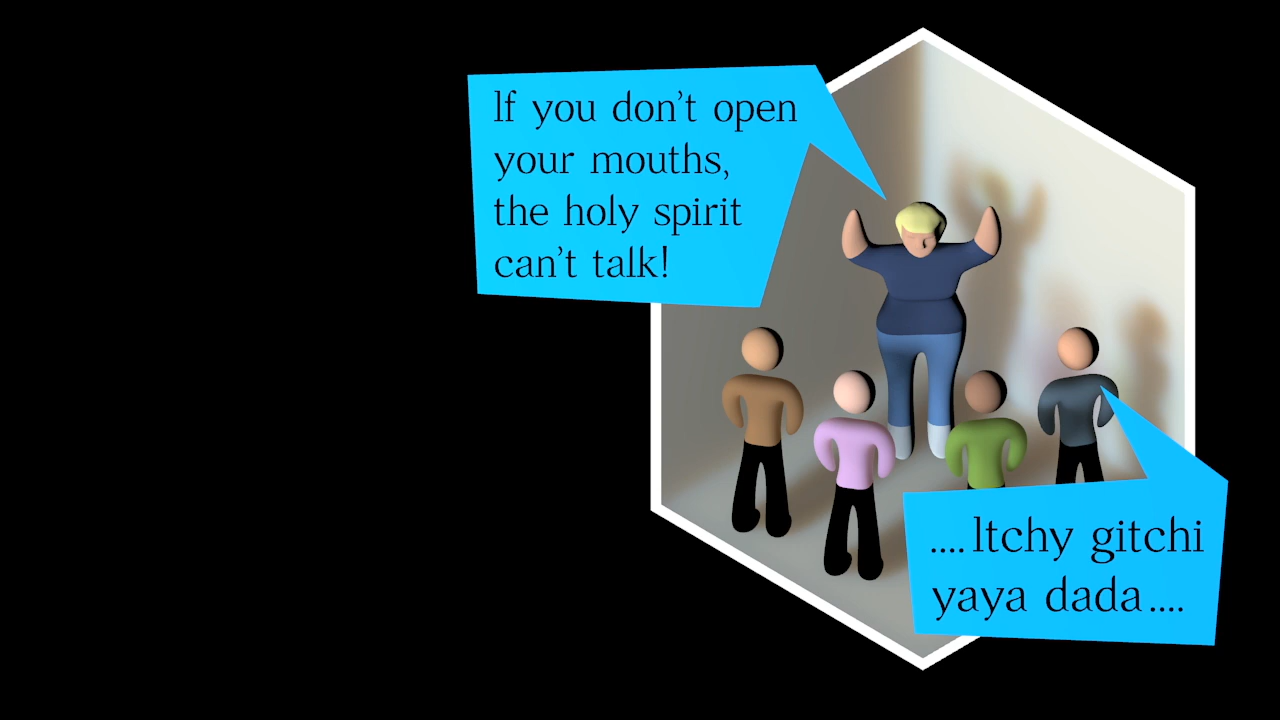 If you don't open
your mouths,
the holy spirit
can't talk!
....Itchy gitchi
yaya dada....